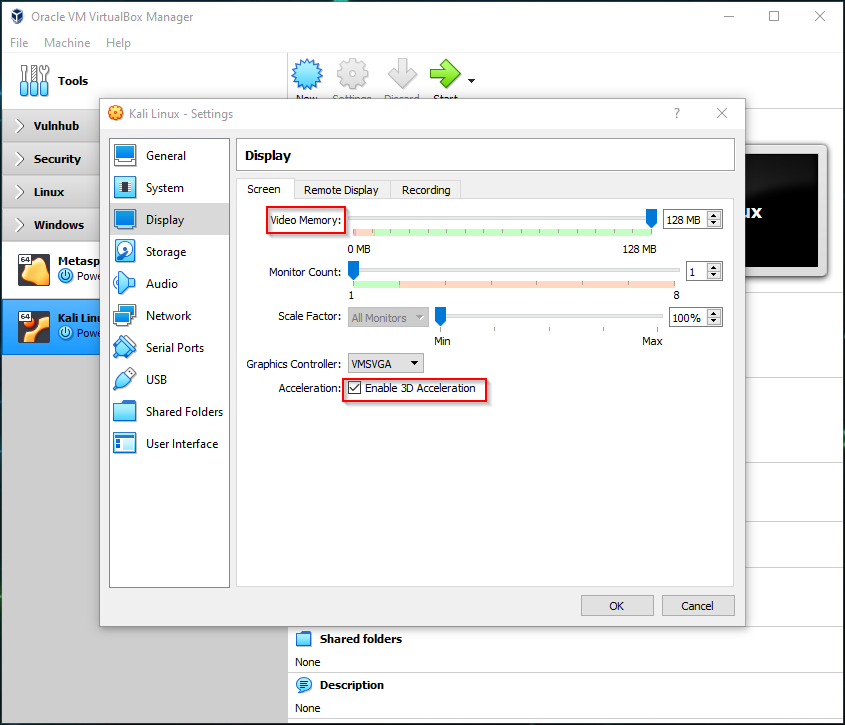 Oracle VM VirtualBox Manager
File Machine Help
Tools
New Settings Discard Start
Vulnhub
Security
Linux
Windows
64
Metasp
Powe
64
Kali Linu
Powe
ux
Kali Linux - Settings
?
General
System
Display
Storage
Audio
Network
Serial Ports
USB
Shared Folders
User Interface
Display
Screen Remote Display Recording
Video Memory: 128 MB
0 MB 128 MB
Monitor Count: 1
1 8
Scale Factor: All Monitors 100%
Min Max
Graphics Controller: VMSVGA
Acceleration: Enable 3D Acceleration
OK Cancel
Shared folders
None
Description
None